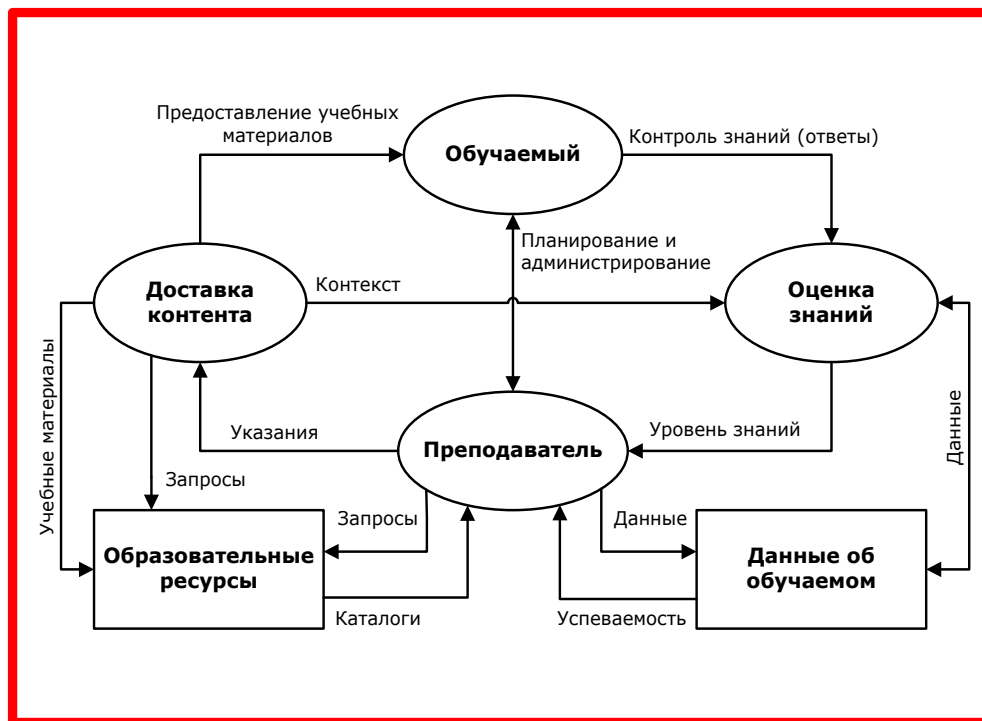 Предоставление учебных
материалов
Обучаемый
Контроль знаний (ответы)
Планирование и
администрирование
Доставка
контента
Контекст
Оценка
знаний
Учебные материалы
Указания
Преподаватель
Уровень знаний
Данные
Запросы
Запросы
Данные
Образовательные
ресурсы
Данные об
обучаемом
Каталоги
Успеваемость